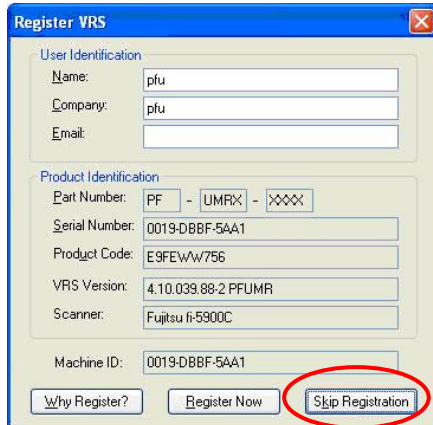 Register VRS
User Identification
Name: pfu
Company: pfu
Email:
Product Identification
Part Number: PF - UMRX - XXXX
Serial Number: 0019-DBBF-5AA1
Product Code: E9FEWW756
VRS Version: 4.10.039.88-2 PFUMR
Scanner: Fujitsu fi-5900C
Machine ID: 0019-DBBF-5AA1
Why Register? Register Now Skip Registration